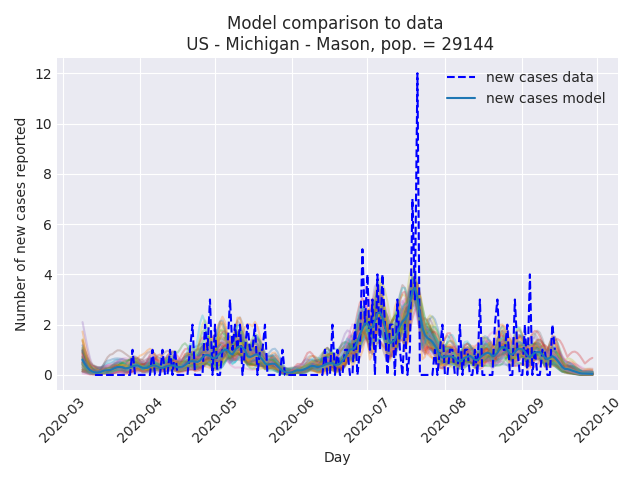 Model comparison to data
US - Michigan - Mason, pop. = 29144
new cases data
new cases model
Number of new cases reported
12
10
8
6
4
2
0
2020-03
2020-04
2020-05
2020-06
2020-07
2020-08
2020-09
2020-10
Day